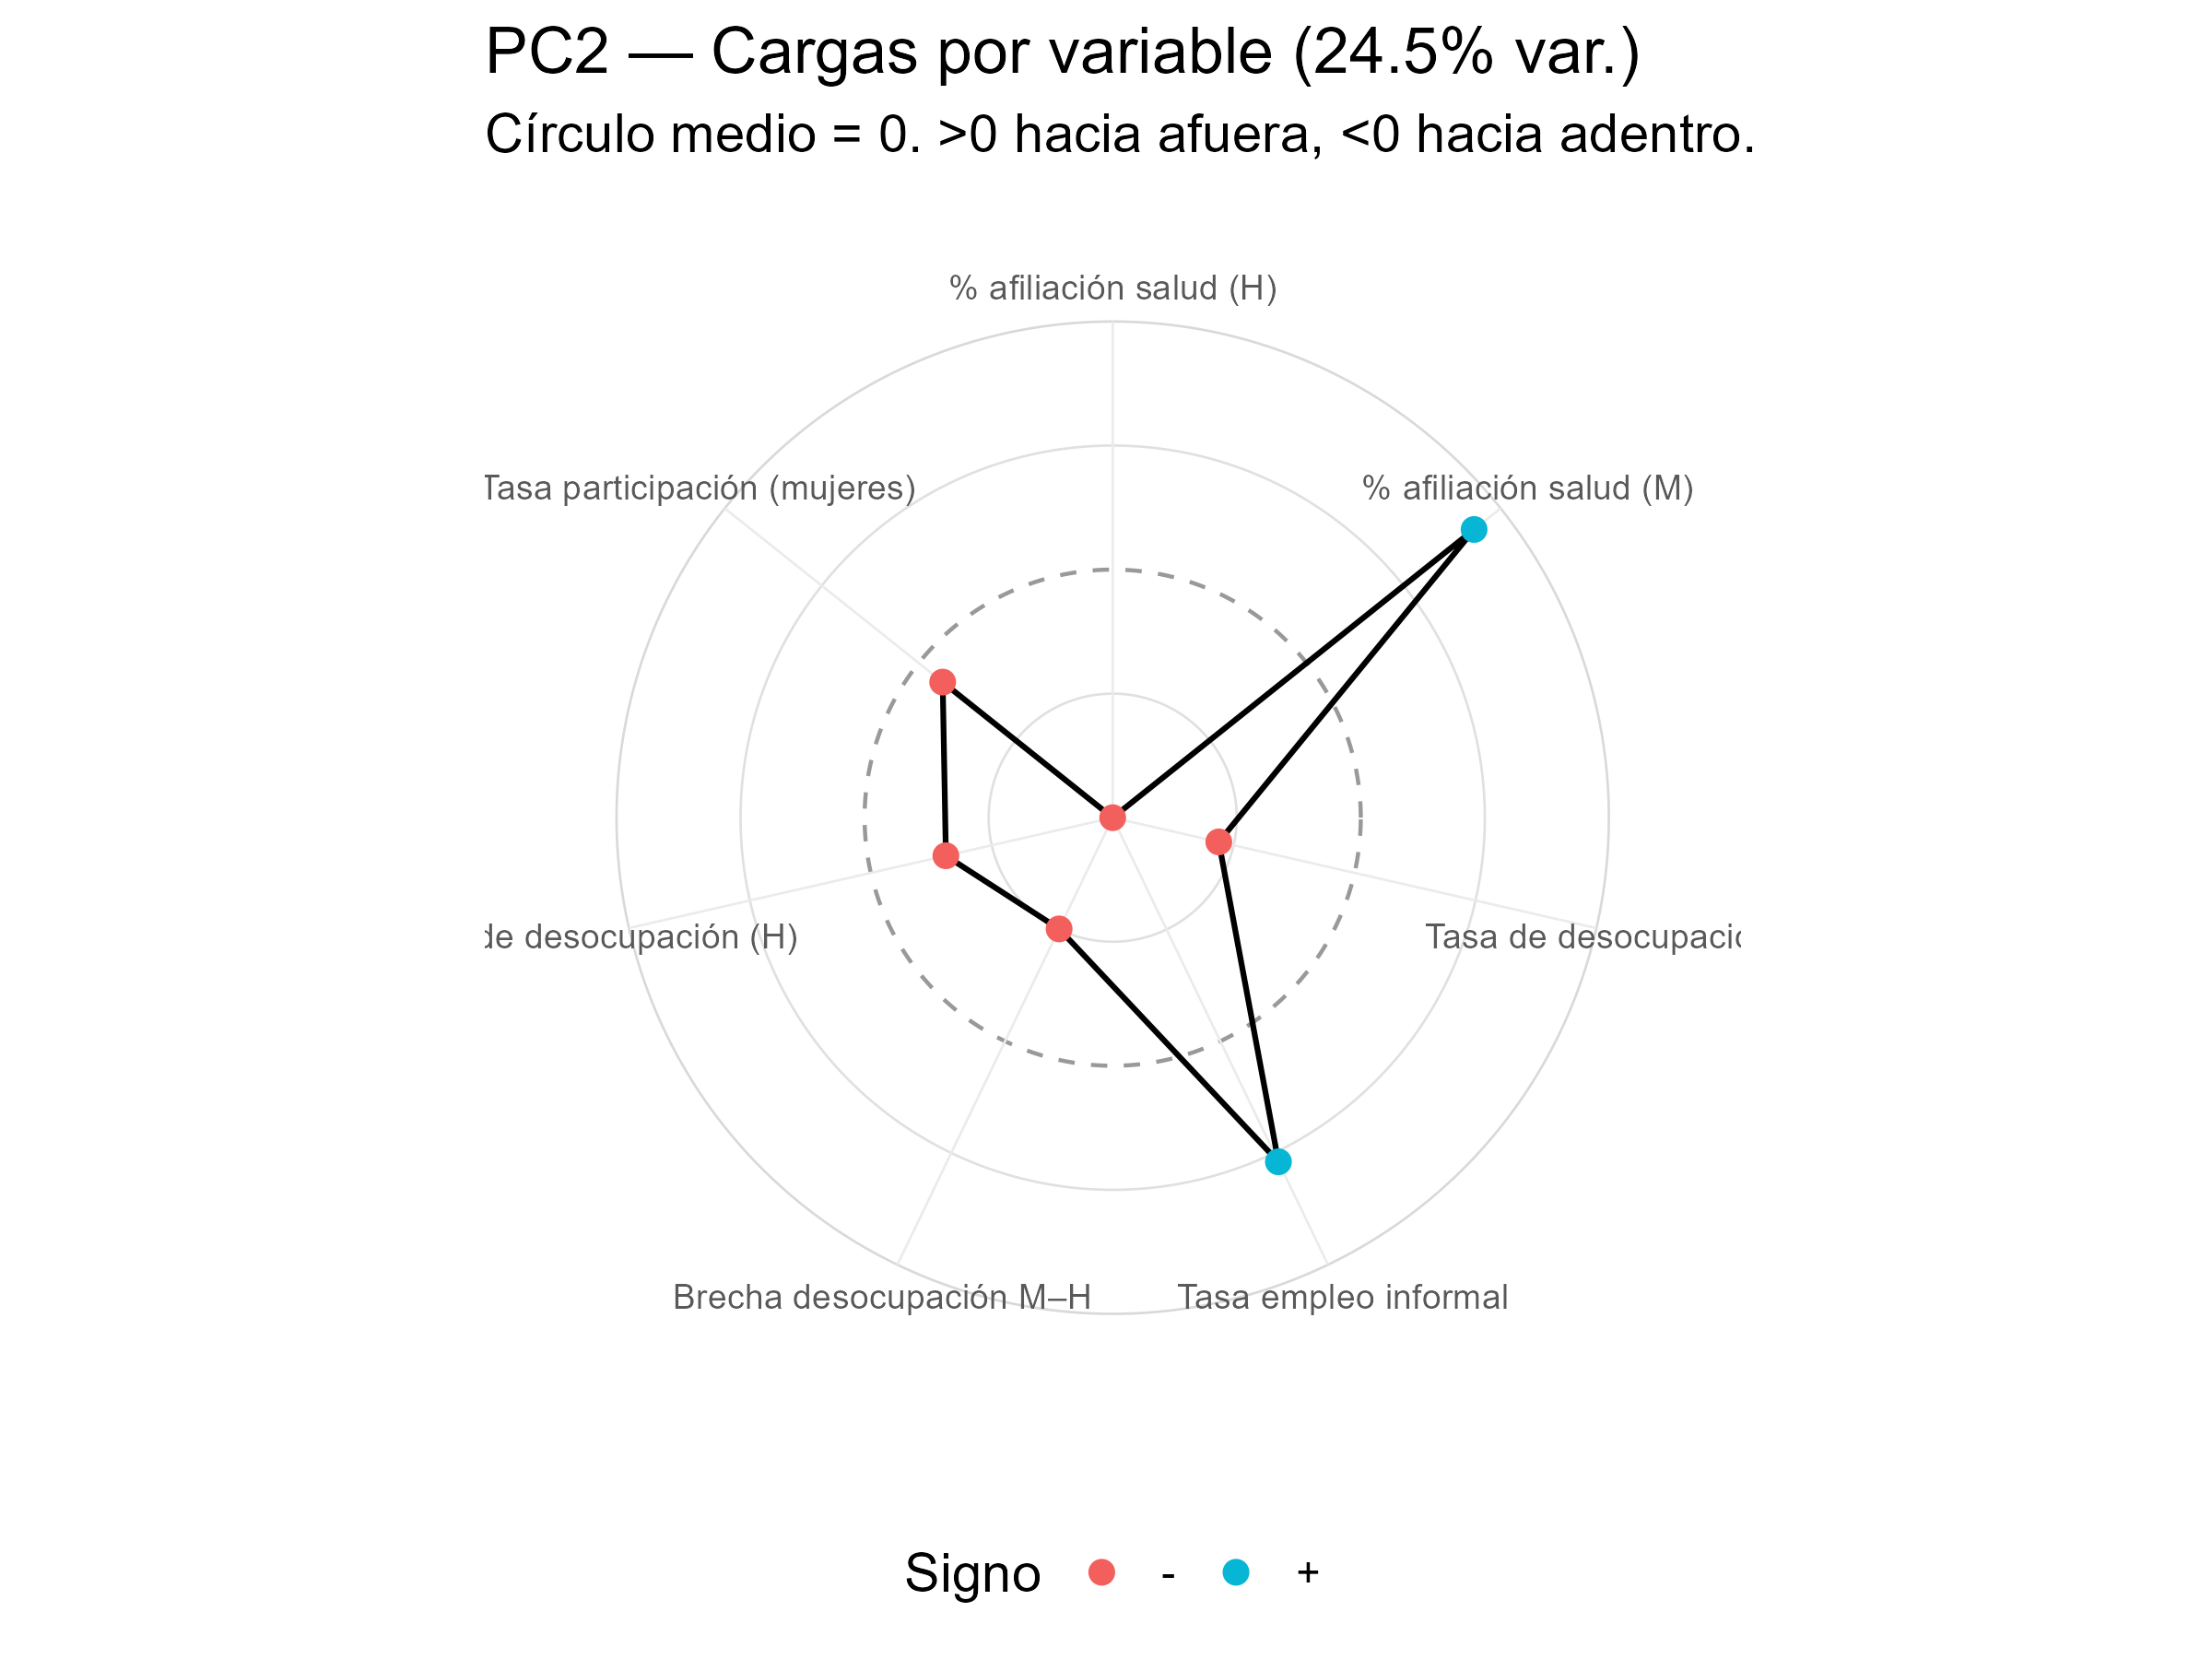 PC2 — Cargas por variable (24.5% var.)
Círculo medio = 0. >0 hacia afuera, <0 hacia adentro.
% afiliación salud (H)
Tasa participación (mujeres)
% afiliación salud (M)
de desocupación (H)
Tasa de desocupació
Brecha desocupación M–H
Tasa empleo informal
Signo - +